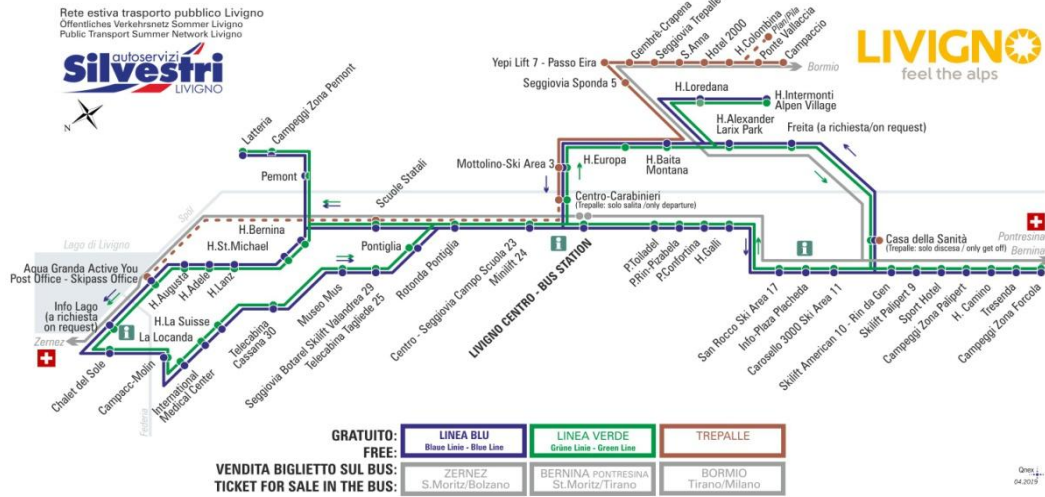 Rete estiva trasporto pubblico Livigno
Öffentliches Verkehrsnetz Sommer Livigno
Public Transport Summer Network Livigno
autoservizi
Silvestri
LIVIGNO
N
LIVIGNO
feel the alps
Gembrè-Crapena
Seggiovia Trepalle
S.Anna
Hotel 2000
H.Colombina
Plan/Pila
Ponte Vallaccia
Campaccio
Yepi Lift 7 - Passo Eira
Bormio
Seggiovia Sponda 5
H.Loredana
H.Intermonti
Alpen Village
H.Alexander
Larix Park
Freita (a richiesta/on request)
Latteria
Campeggi Zona Pemont
Pemont
Mottolino-Ski Area 3
H.Europa
H.Baita
Montana
Scuole Statali
Centro-Carabinieri
(Trepalle: solo salita /only departure)
Spöl
H.Bernina
H.St.Michael
Lago di Livigno
Pontiglia
Casa della Sanità
(Trepalle: solo discesa / only get off)
Pontresina
Bernina
Aqua Granda Active You
Post Office - Skipass Office
H.Augusta
H.Adele
H.Lanz
Info Lago
(a richiesta
on request)
Zernez
H.La Suisse
La Locanda
Chalet del Sole
Campacc-Molin
International
Medical Center
Federia
Telecabina
Cassana 30
Museo Mus
Seggiovia Botarel Skilift Valandrea 29
Telecabina Tagliede 25
Rotonda Pontiglia
Centro - Seggiovia Campo Scuola 23
Minilift 24
LIVIGNO CENTRO - BUS STATION
P.Toiladel
P.Rin-Pizabela
P.Confortina
H.Galli
San Rocco Ski Area 17
Info Plaza Placheda
Carosello 3000 Ski Area 11
Skilift American 10 - Rin da Gen
Skilift Palipert 9
Sport Hotel
Campeggi Zona Palipert
H. Camino
Tresenda
Campeggi Zona Forcola
GRATUITO:
FREE:
LINEA BLU
Blaue Linie - Blue Line
LINEA VERDE
Grüne Linie - Green Line
TREPALLE
VENDITA BIGLIETTO SUL BUS:
TICKET FOR SALE IN THE BUS:
ZERNEZ
S.Moritz/Bolzano
BERNINA PONTRESINA
St.Moritz/Tirano
BORMIO
Tirano/Milano
Qnex
04.2019